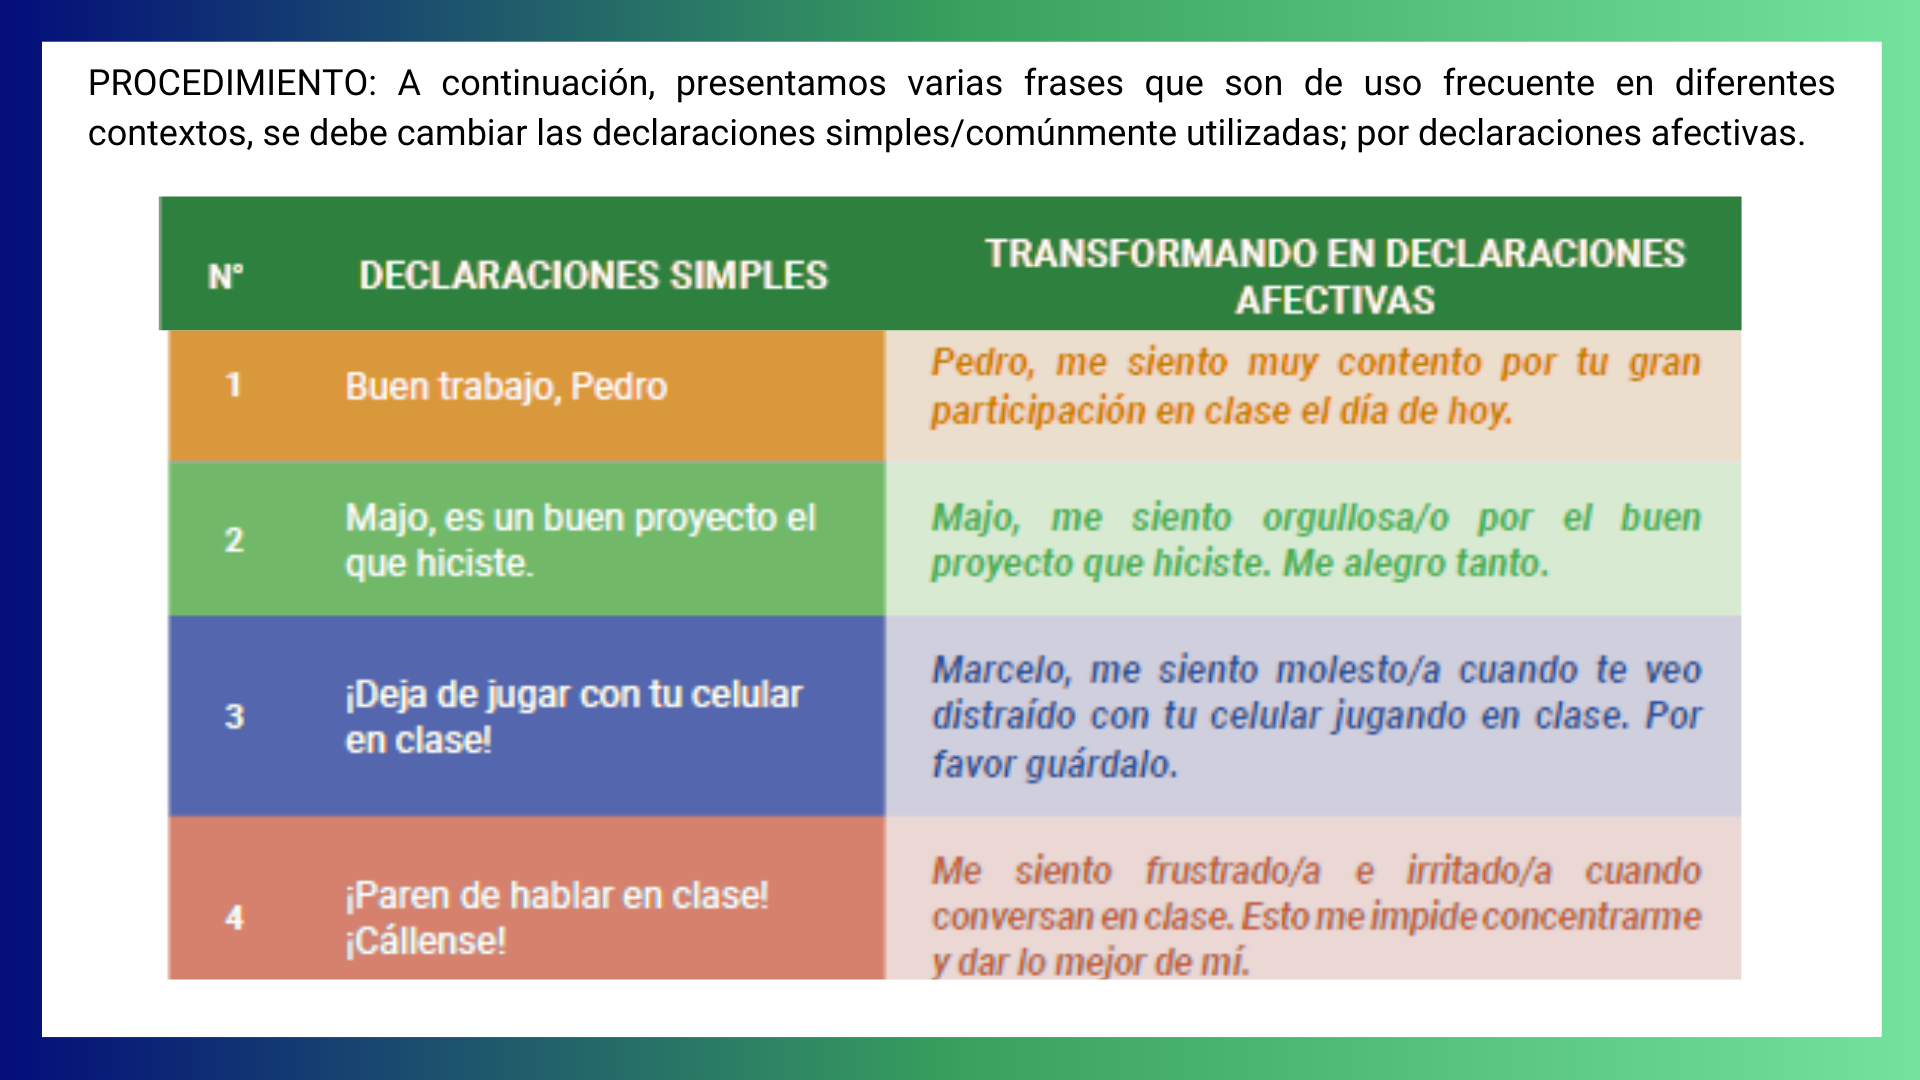 PROCEDIMIENTO: A continuación, presentamos varias frases que son de uso frecuente en diferentes
contextos, se debe cambiar las declaraciones simples/comúnmente utilizadas; por declaraciones afectivas.
N° DECLARACIONES SIMPLES
TRANSFORMANDO EN DECLARACIONES
AFECTIVAS
1
Buen trabajo, Pedro
Pedro, me siento muy contento por tu gran
participación en clase el día de hoy.
2
Majo, es un buen proyecto el
que hiciste.
Majo, me siento orgullosa/o por el buen
proyecto que hiciste. Me alegro tanto.
3
¡Deja de jugar con tu celular
en clase!
Marcelo, me siento molesto/a cuando te veo
distraído con tu celular jugando en clase. Por
favor guárdalo.
4
¡Paren de hablar en clase!
¡Cállense!
Me siento frustrado/a e irritado/a cuando
conversan en clase. Esto me impide concentrarme
y dar lo mejor de mí.